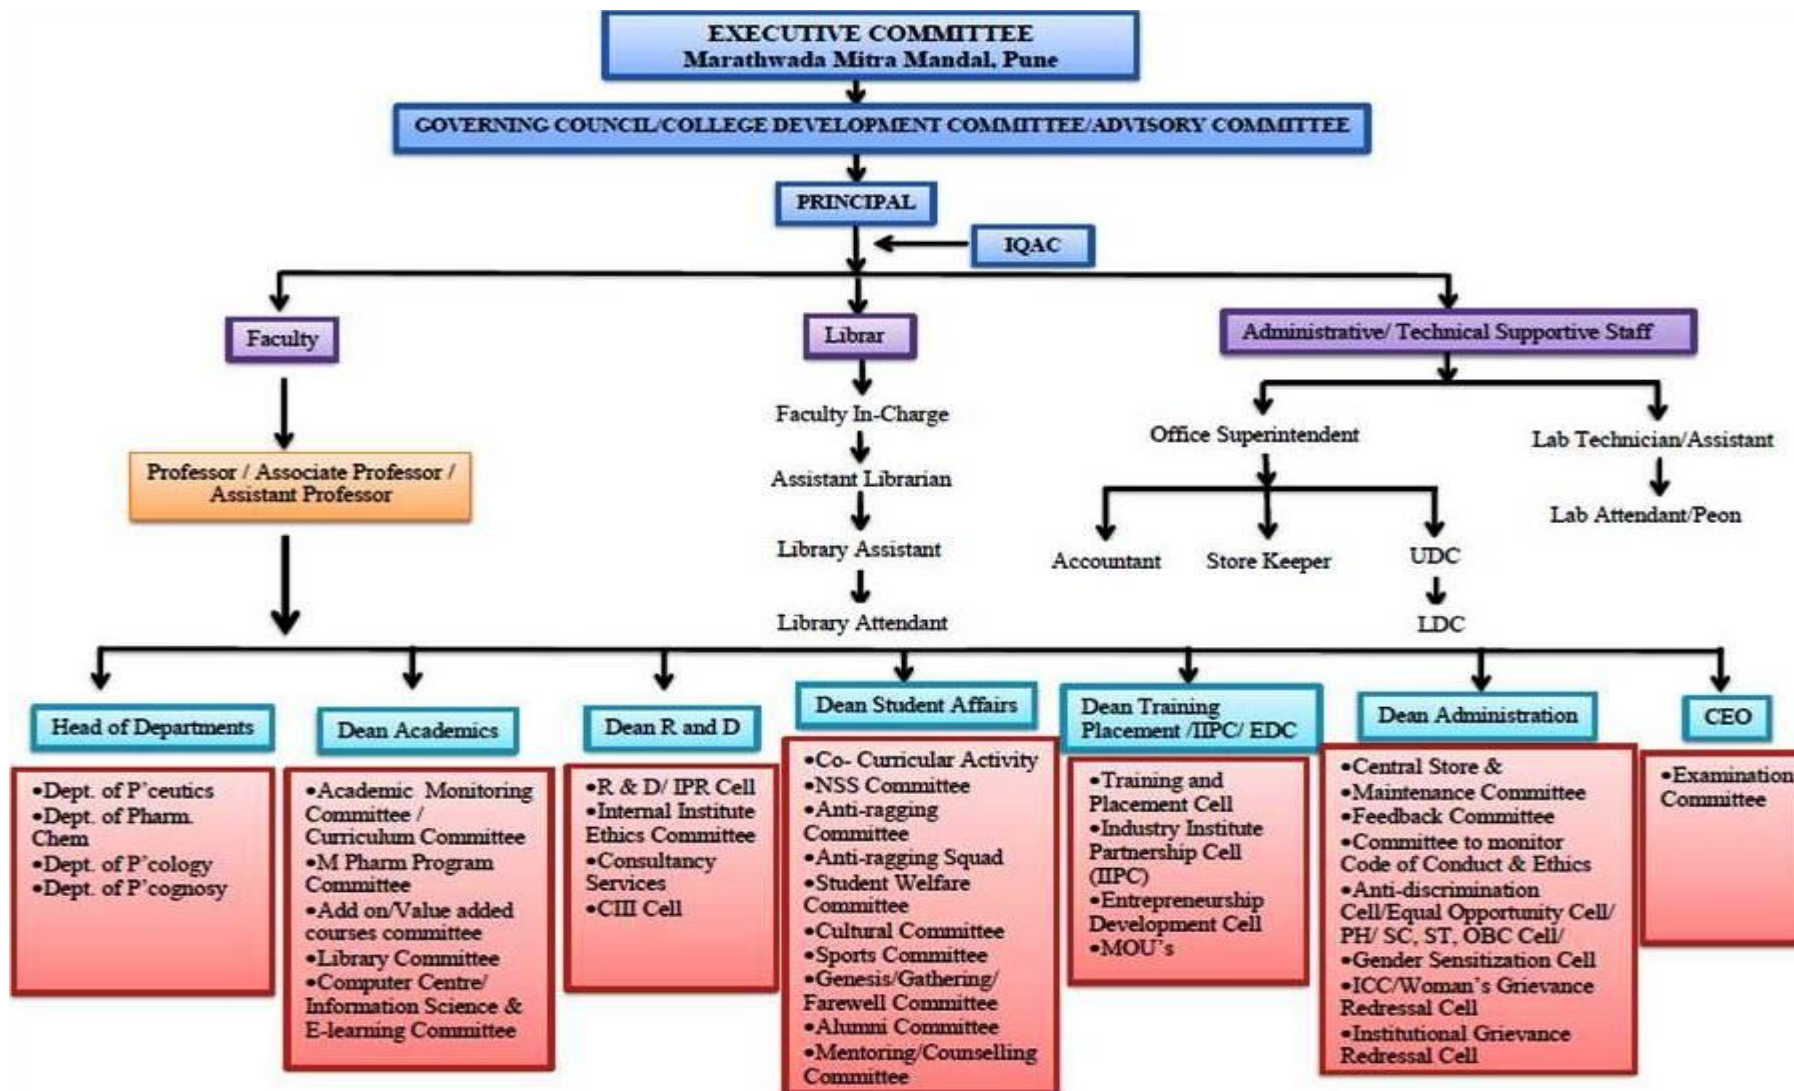 EXECUTIVE COMMITTEE
Marathwada Mitra Mandal, Pune
GOVERNING COUNCIL/COLLEGE DEVELOPMENT COMMITTEE/ADVISORY COMMITTEE
PRINCIPAL
IQAC
Faculty
Librar
Administrative/ Technical Supportive Staff
Professor / Associate Professor /
Assistant Professor
Faculty In-Charge
Assistant Librarian
Library Assistant
Library Attendant
Office Superintendent
Accountant
Store Keeper
UDC
LDC
Lab Technician/Assistant
Lab Attendant/Peon
Head of Departments
•Dept. of P'ceutics
•Dept. of Pharm.
Chem
•Dept. of P'cology
•Dept. of P'cognosy
Dean Academics
•Academic Monitoring
Committee /
Curriculum Committee
•M Pharm Program
Committee
•Add on/Value added
courses committee
•Library Committee
•Computer Centre/
Information Science &
E-learning Committee
Dean R and D
•R & D/ IPR Cell
•Internal Institute
Ethics Committee
•Consultancy
Services
•CIII Cell
Dean Student Affairs
•Co- Curricular Activity
•NSS Committee
•Anti-ragging
Committee
•Anti-ragging Squad
•Student Welfare
Committee
•Cultural Committee
•Sports Committee
•Genesis/Gathering/
Farewell Committee
•Alumni Committee
•Mentoring/Counselling
Committee
Dean Training
Placement /IIPC/ EDC
•Training and
Placement Cell
•Industry Institute
Partnership Cell
(IIPC)
•Entrepreneurship
Development Cell
•MOU's
Dean Administration
•Central Store &
•Maintenance Committee
•Feedback Committee
•Committee to monitor
Code of Conduct & Ethics
•Anti-discrimination
Cell/Equal Opportunity Cell/
PH/ SC, ST, OBC Cell/
•Gender Sensitization Cell
•ICC/Woman's Grievance
Redressal Cell
•Institutional Grievance
Redressal Cell
CEO
•Examination
Committee